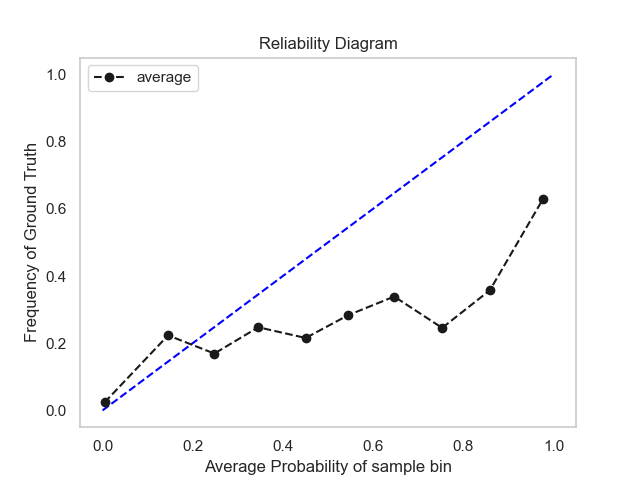 Reliability Diagram
average
1.0
0.8
0.6
0.4
0.2
0.0
Frequency of Ground Truth
0.0 0.2 0.4 0.6 0.8 1.0
Average Probability of sample bin